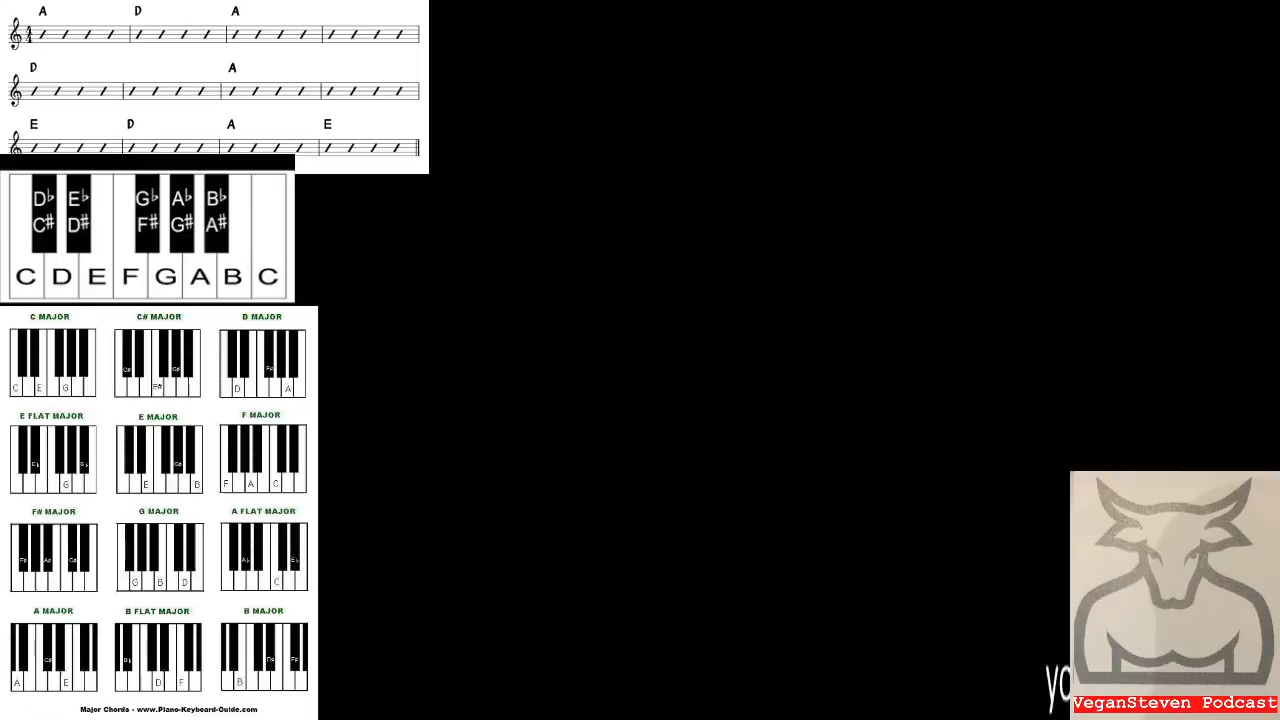 A D A
D A
E D A E
D♭ E♭ G♭ A♭ B♭
C# D# F# G# A#
C D E F G A B C
C MAJOR C# MAJOR D MAJOR
C# G# F#
C E G E# D A
E FLAT MAJOR E MAJOR F MAJOR
E♭ B♭ G#
G E B F A C
F# MAJOR G MAJOR A FLAT MAJOR
F# A# C# A♭ E♭
G B D C
A MAJOR B FLAT MAJOR B MAJOR
C# B♭ D# F#
A E D F B
Major Chords - www.Piano-Keyboard-Guide.com
yo
VeganSteven Podcast